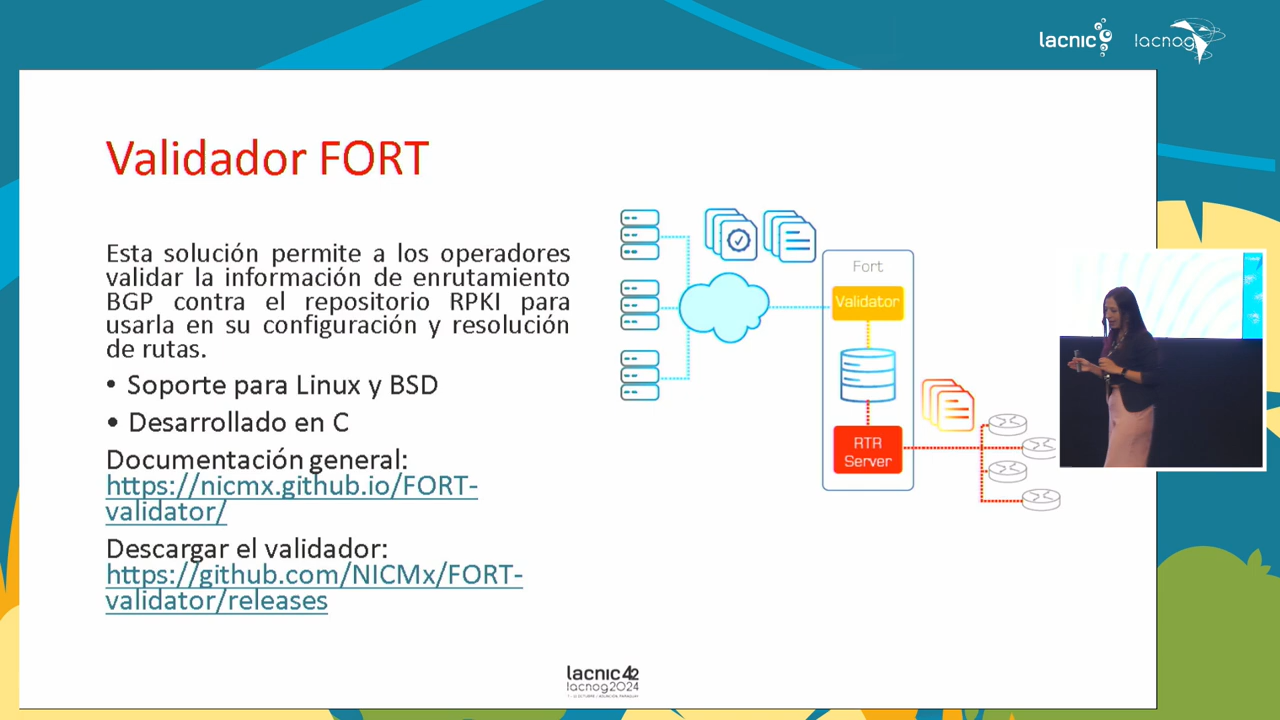 lacnic
lacnog
Validador FORT
Esta solución permite a los operadores
validar la información de enrutamiento
BGP contra el repositorio RPKI para
usarla en su configuración y resolución
de rutas.
• Soporte para Linux y BSD
• Desarrollado en C
Documentación general:
https://nicmx.github.io/FORT-
validator/
Descargar el validador:
https://github.com/NICMx/FORT-
validator/releases
Fort
Validator
RTR
Server
lacnic42
lacnog2024